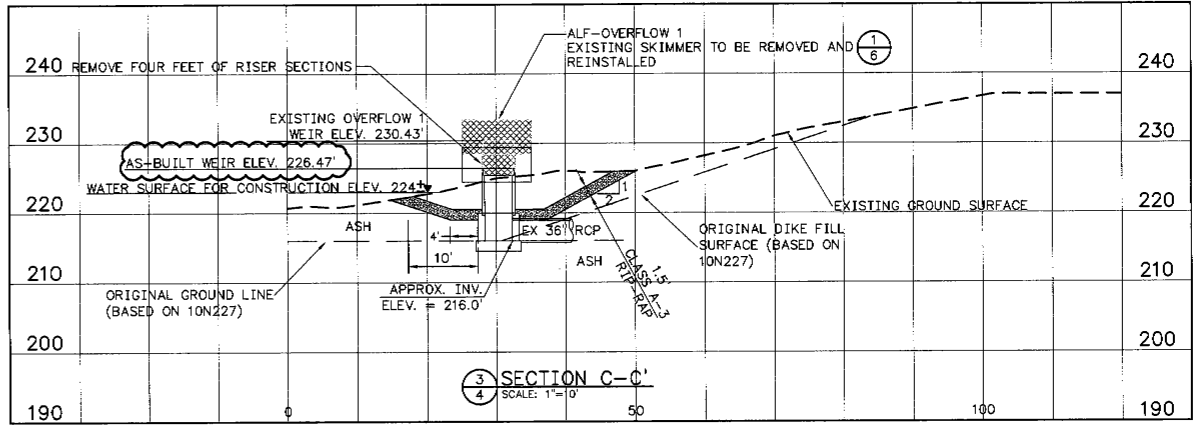 ALF-OVERFLOW 1
EXISTING SKIMMER TO BE REMOVED AND
REINSTALLED
1
6
240
REMOVE FOUR FEET OF RISER SECTIONS
240
EXISTING OVERFLOW 1
WEIR ELEV. 230.43'
230
230
AS-BUILT WEIR ELEV. 226.47'
WATER SURFACE FOR CONSTRUCTION ELEV. 224±
1
2
220
220
EXISTING GROUND SURFACE
ASH
4'
EX 36" RCP
ORIGINAL DIKE FILL
SURFACE (BASED ON
10N227)
10'
ASH
1.5'
CLASS A-3
RIP-RAP
210
210
ORIGINAL GROUND LINE
(BASED ON 10N227)
APPROX. INV.
ELEV. = 216.0'
200
200
3
4
SECTION C-C'
SCALE: 1"=10'
190
0
50
100
190